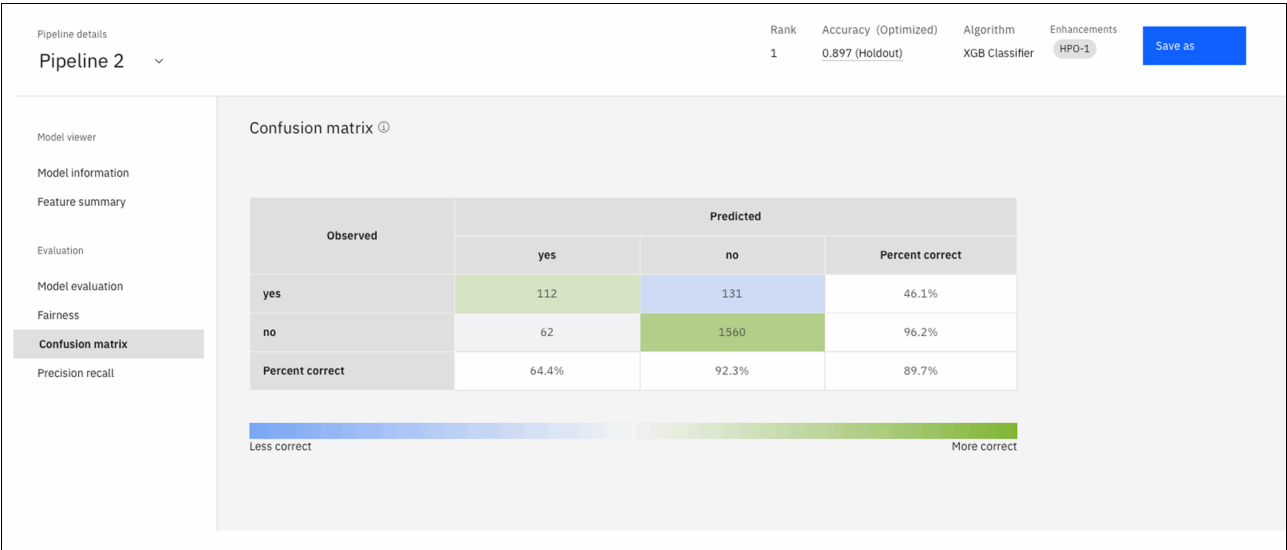 Pipeline details
Pipeline 2
Rank
1
Accuracy (Optimized)
0.897 (Holdout)
Algorithm
XGB Classifier
Enhancements
HPO-1
Save as
Model viewer
Model information
Feature summary
Evaluation
Model evaluation
Fairness
Confusion matrix
Precision recall
Confusion matrix
Observed Predicted
yes no Percent correct
yes 112 131 46.1%
no 62 1560 96.2%
Percent correct 64.4% 92.3% 89.7%
Less correct More correct